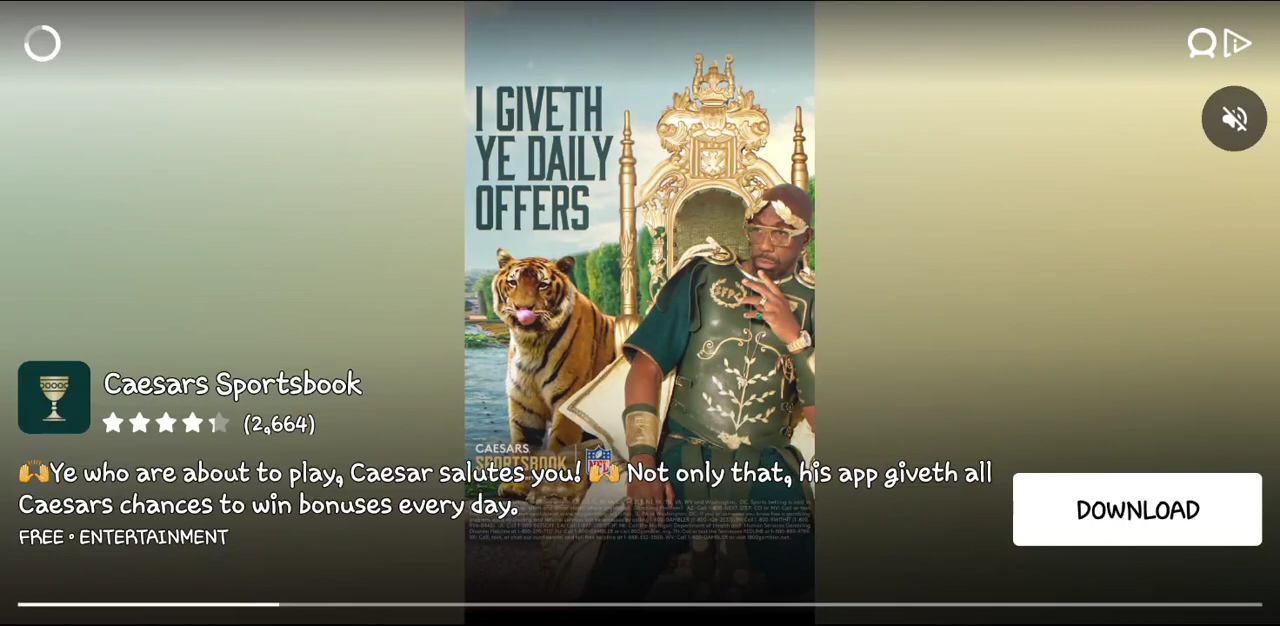 I GIVETH
YE DAILY
OFFERS
Caesars Sportsbook
(2,664)
CAESARS
SPORTSBOOK
NFL
🙌Ye who are about to play, Caesar salutes you!🙌 Not only that, his app giveth all
Caesars chances to win bonuses every day.
DOWNLOAD
FREE • ENTERTAINMENT